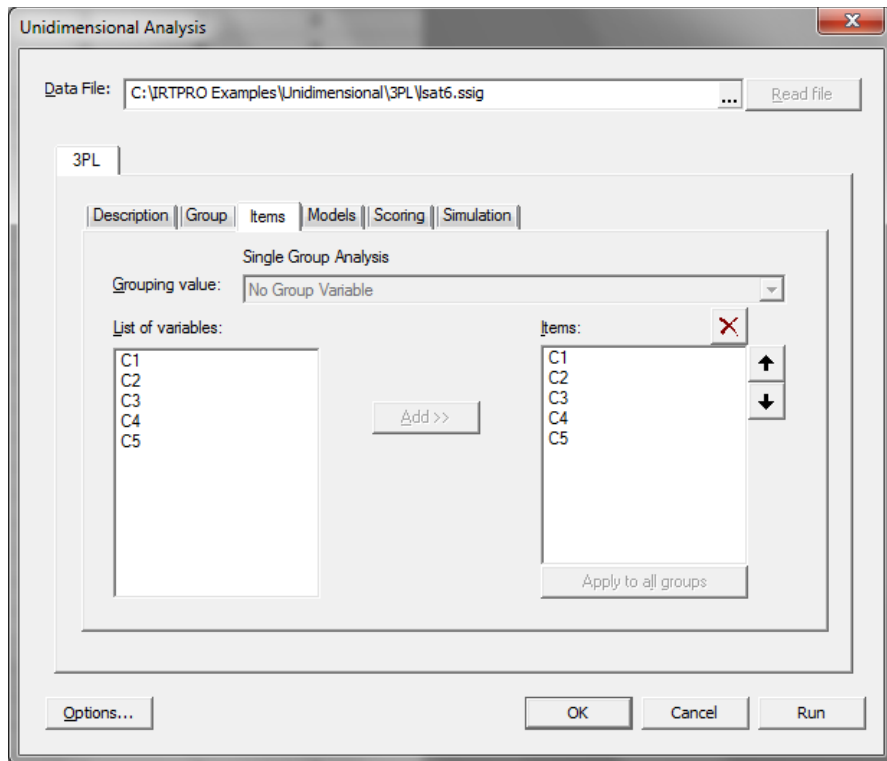 Unidimensional Analysis
Data File: C:\IRTPRO Examples\Unidimensional\3PL\lsat6.ssig ... Read file
3PL
Description Group Items Models Scoring Simulation
Single Group Analysis
Grouping value: No Group Variable
List of variables:
C1
C2
C3
C4
C5
Add >>
Items:
C1
C2
C3
C4
C5
Apply to all groups
Options... OK Cancel Run